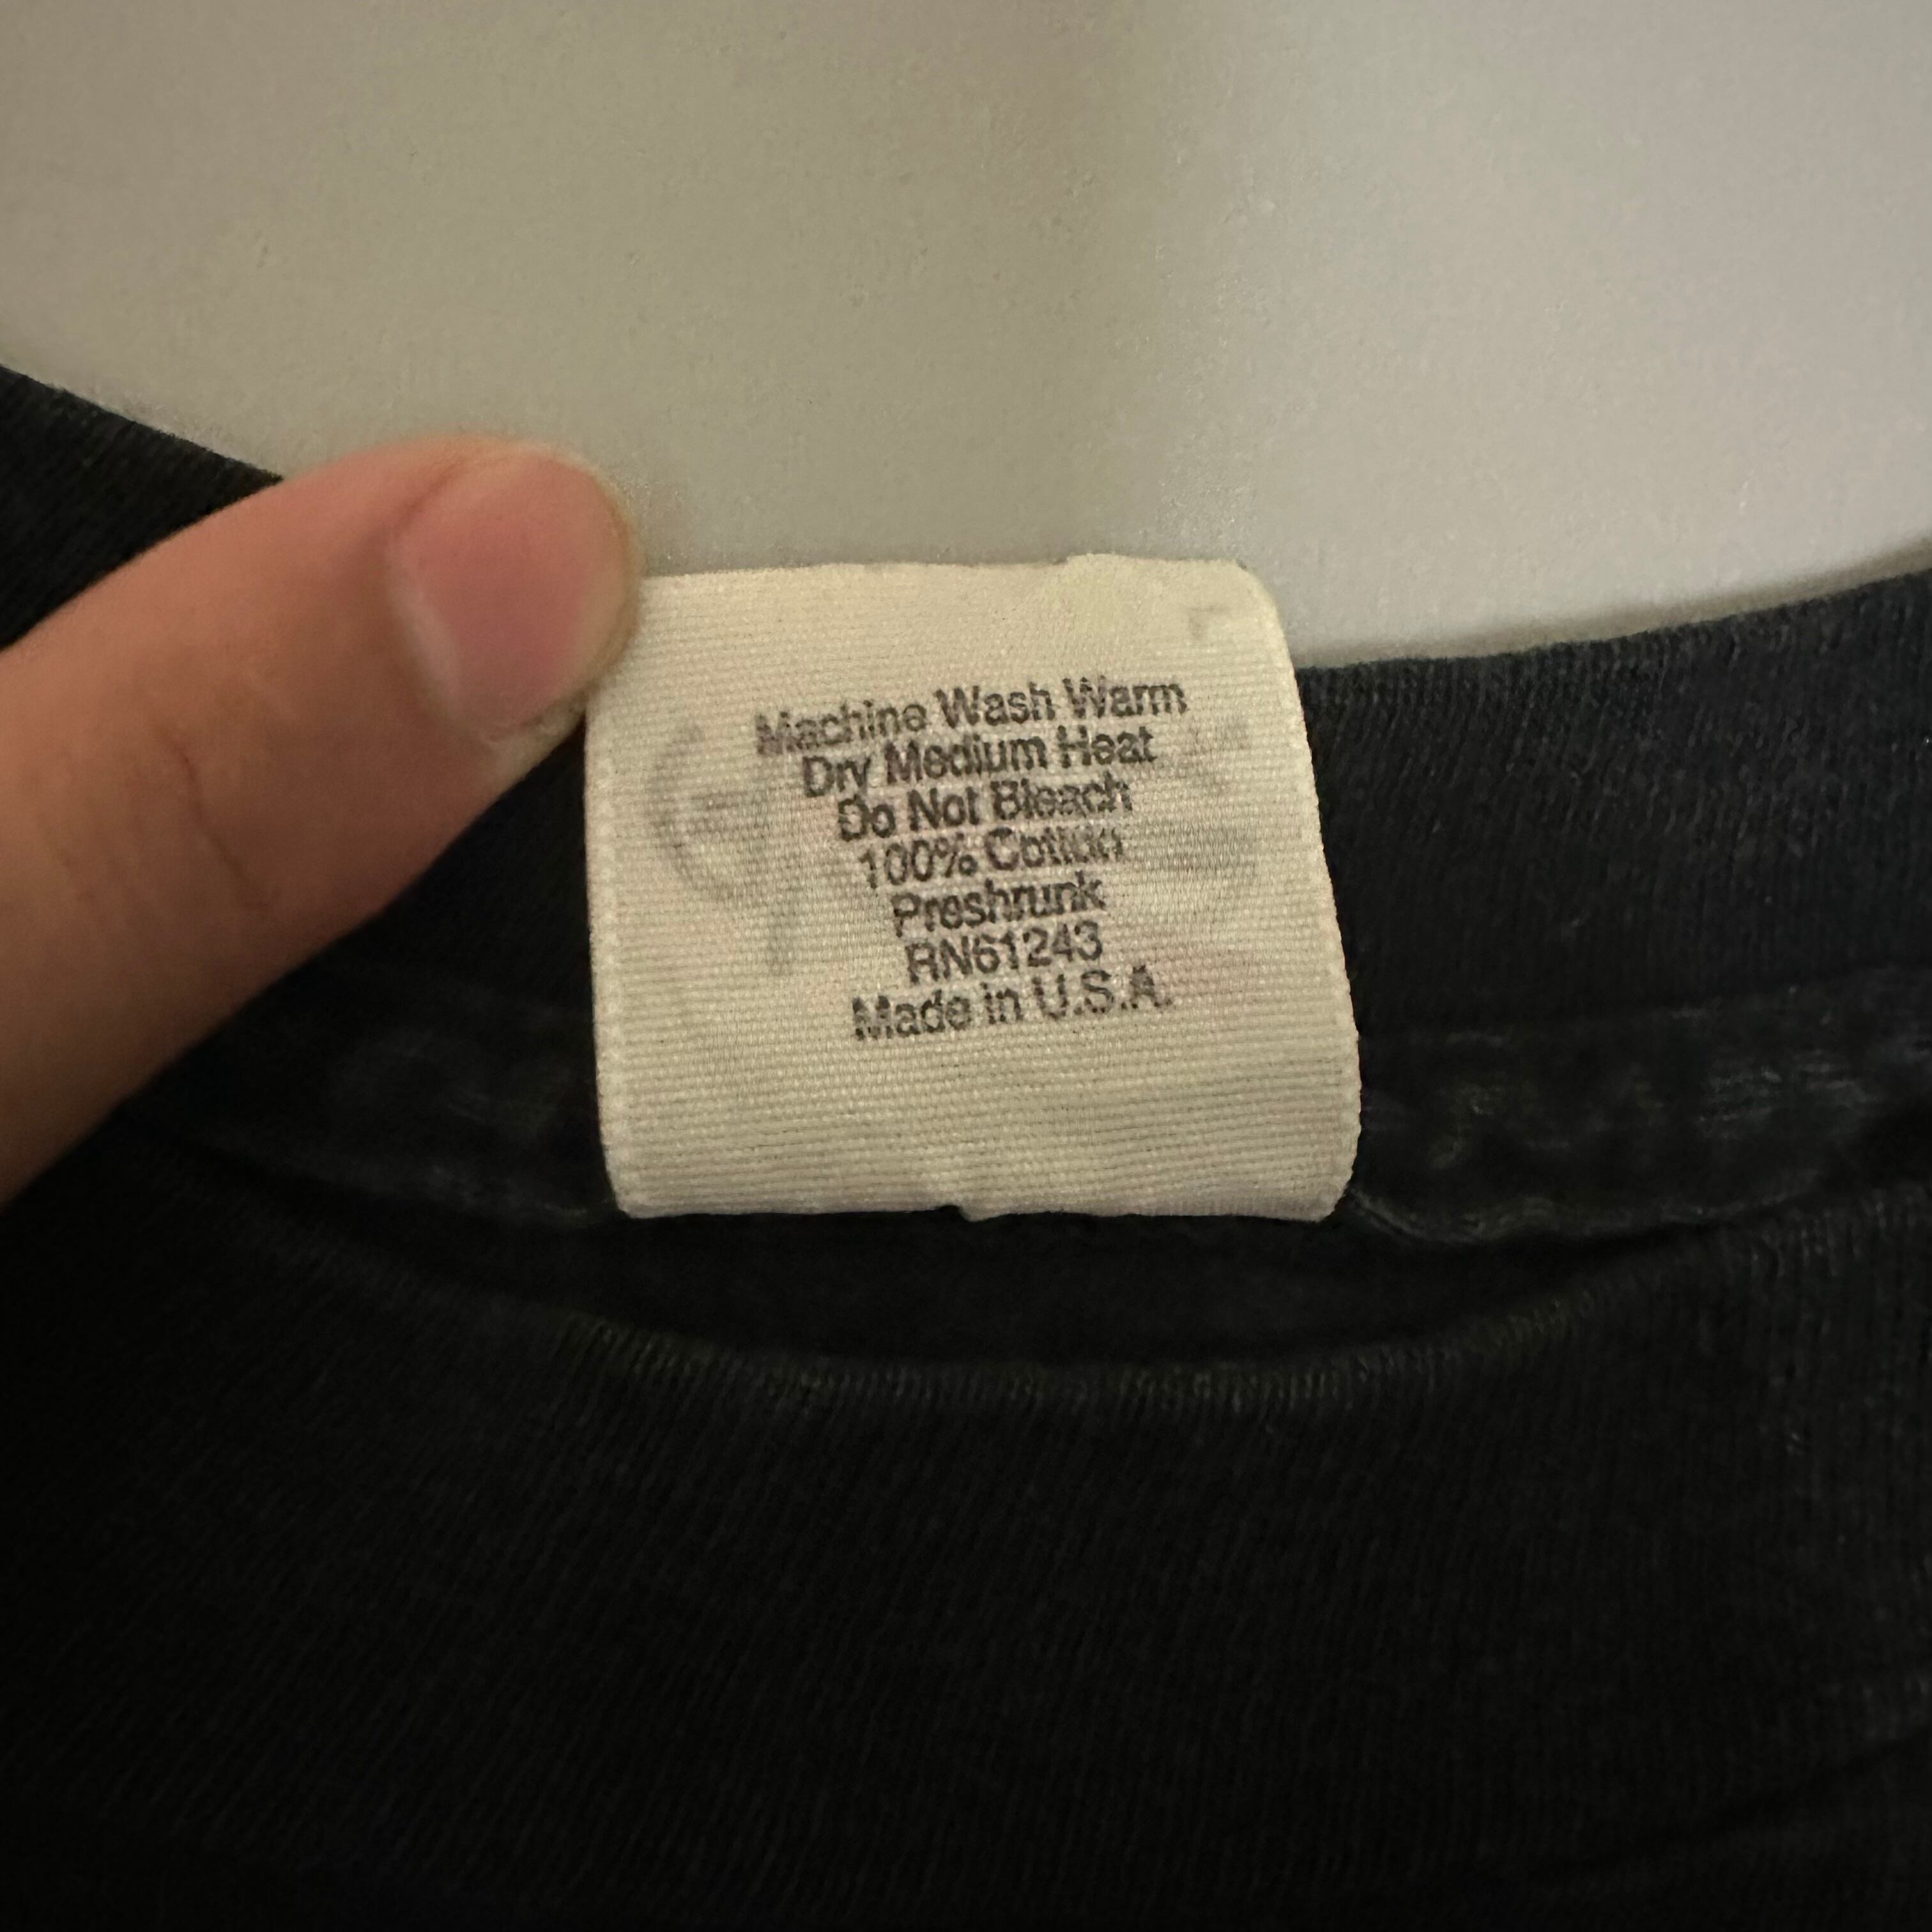 Machine Wash Warm
Dry Medium Heat
Do Not Bleach
100% Cotton
Preshrunk
RN61243
Made in U.S.A.